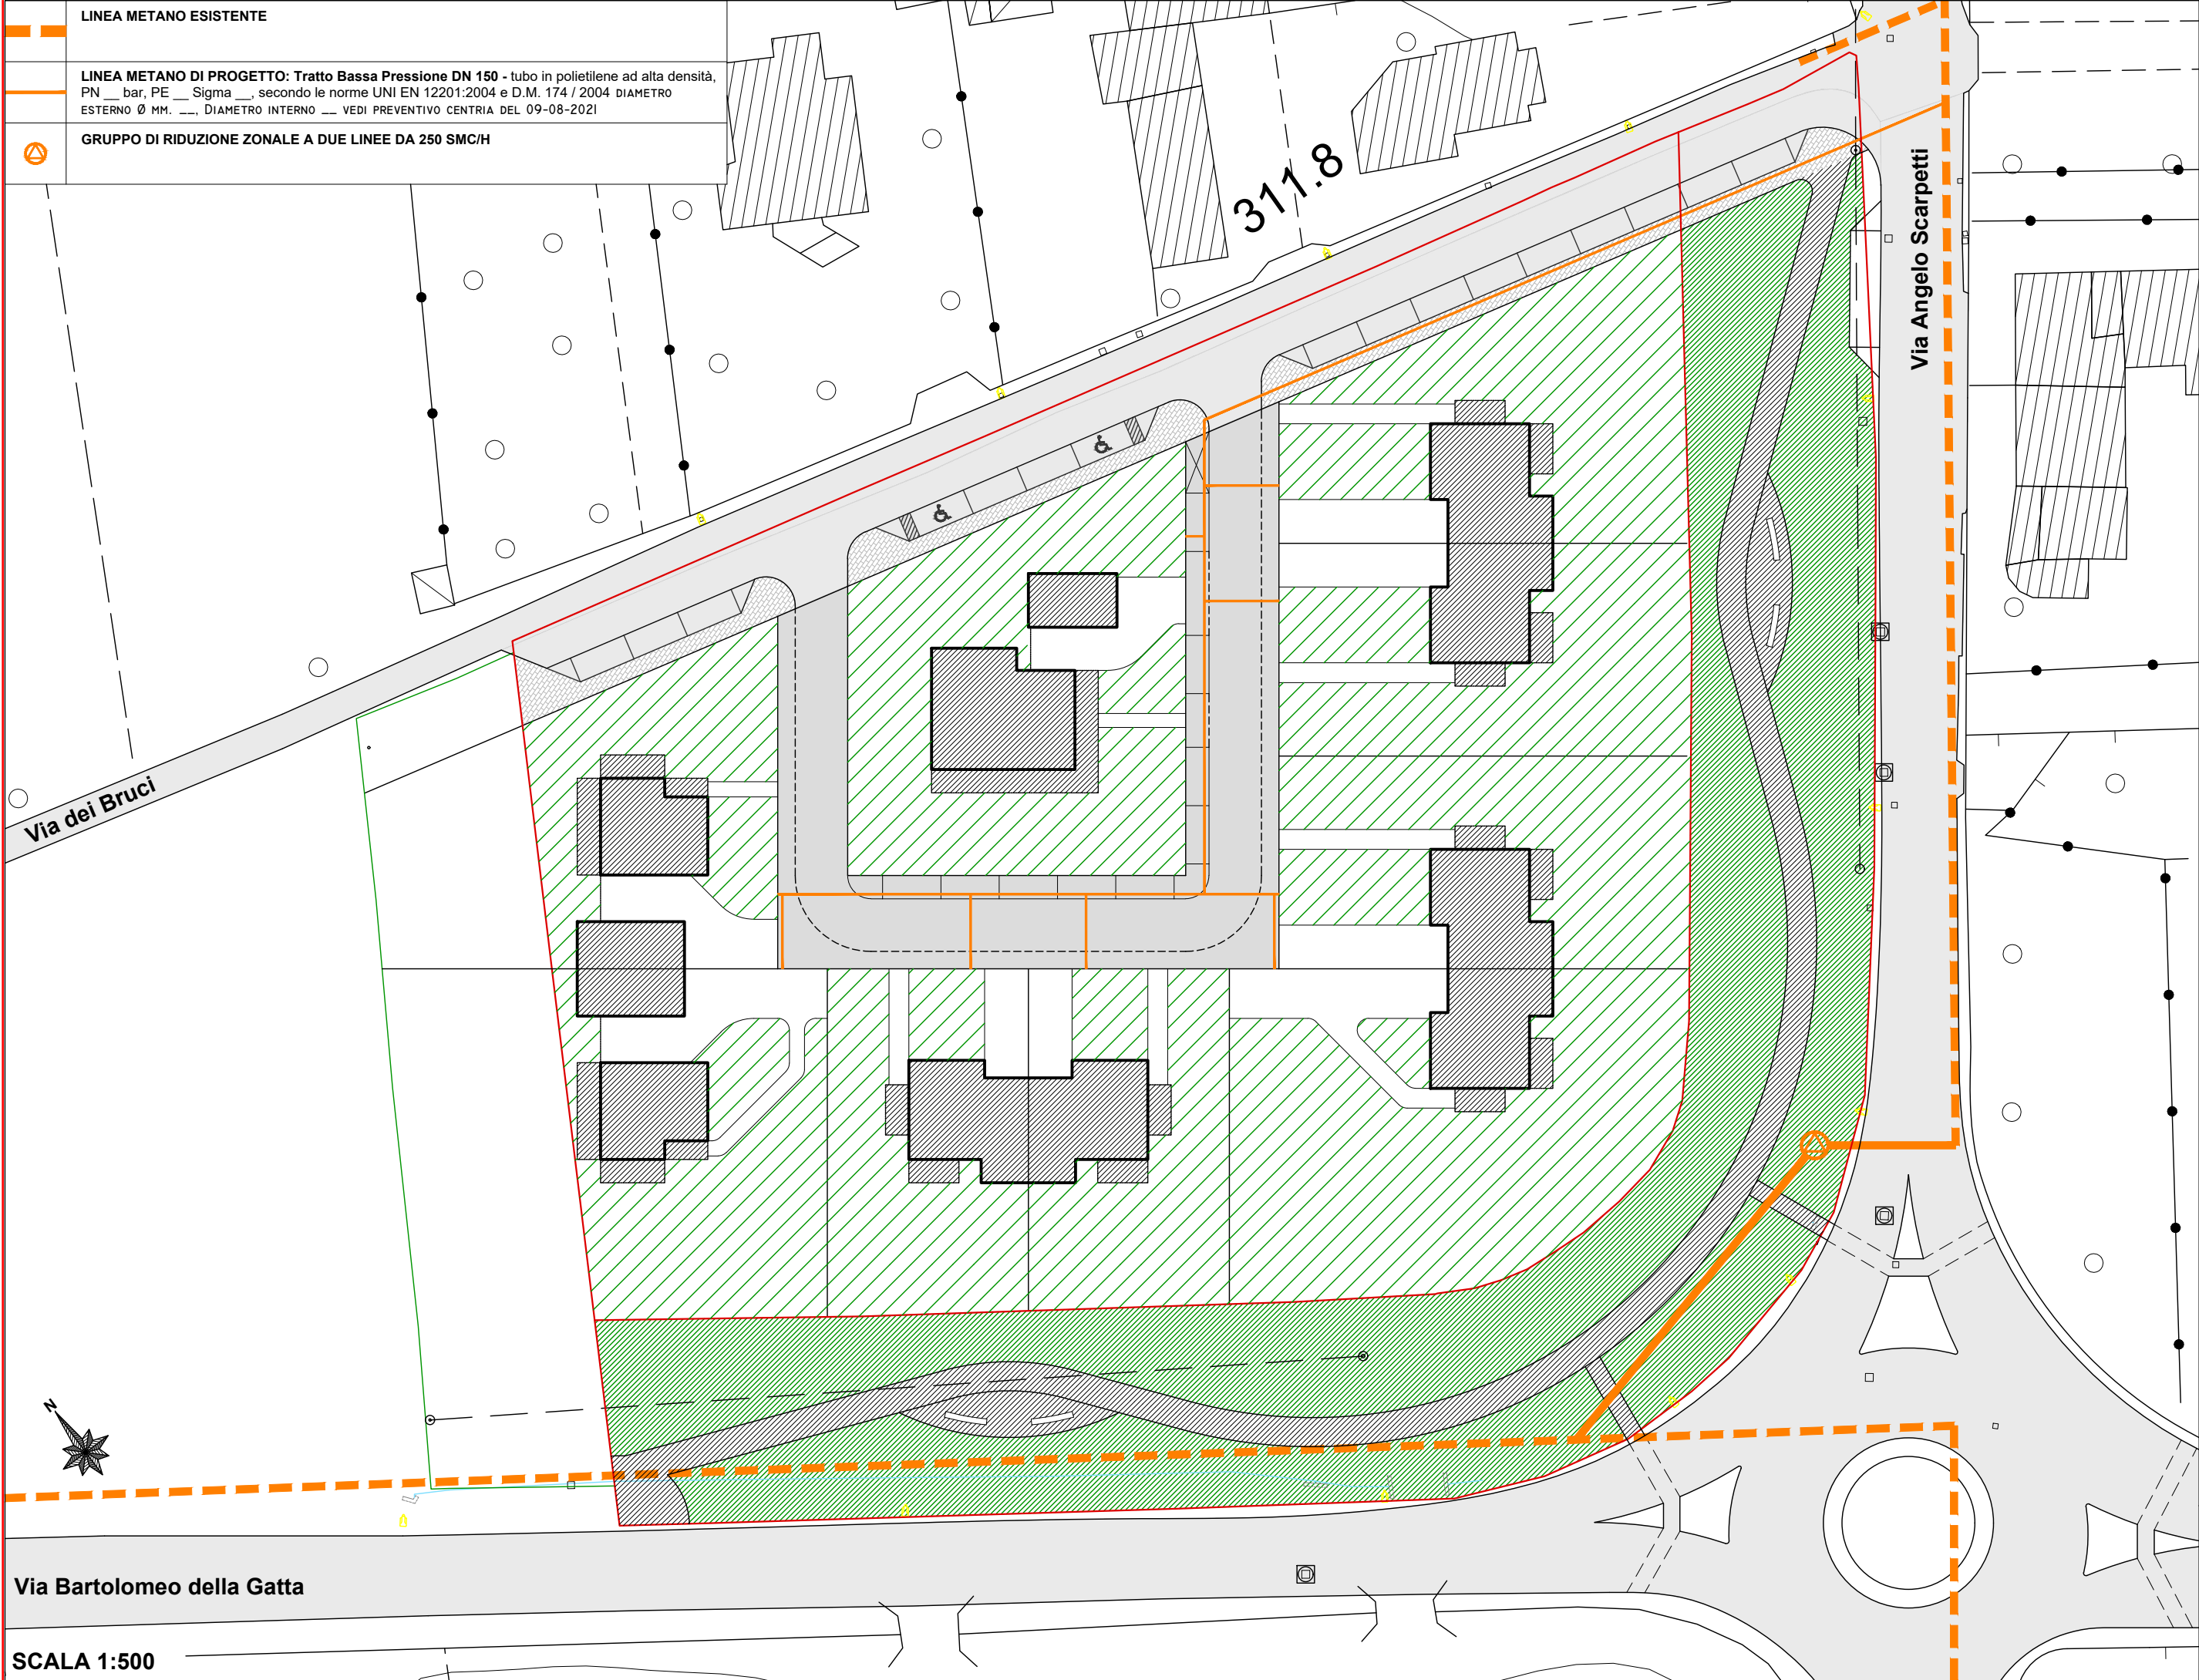 LINEA METANO ESISTENTE
LINEA METANO DI PROGETTO: Tratto Bassa Pressione DN 150 - tubo in polietilene ad alta densità,
PN __ bar, PE __ Sigma __, secondo le norme UNI EN 12201:2004 e D.M. 174 / 2004 DIAMETRO
ESTERNO Ø MM. __, DIAMETRO INTERNO __ VEDI PREVENTIVO CENTRIA DEL 09-08-2021
GRUPPO DI RIDUZIONE ZONALE A DUE LINEE DA 250 SMC/H
311.8
Via Angelo Scarpetti
Via dei Bruci
N
Via Bartolomeo della Gatta
SCALA 1:500